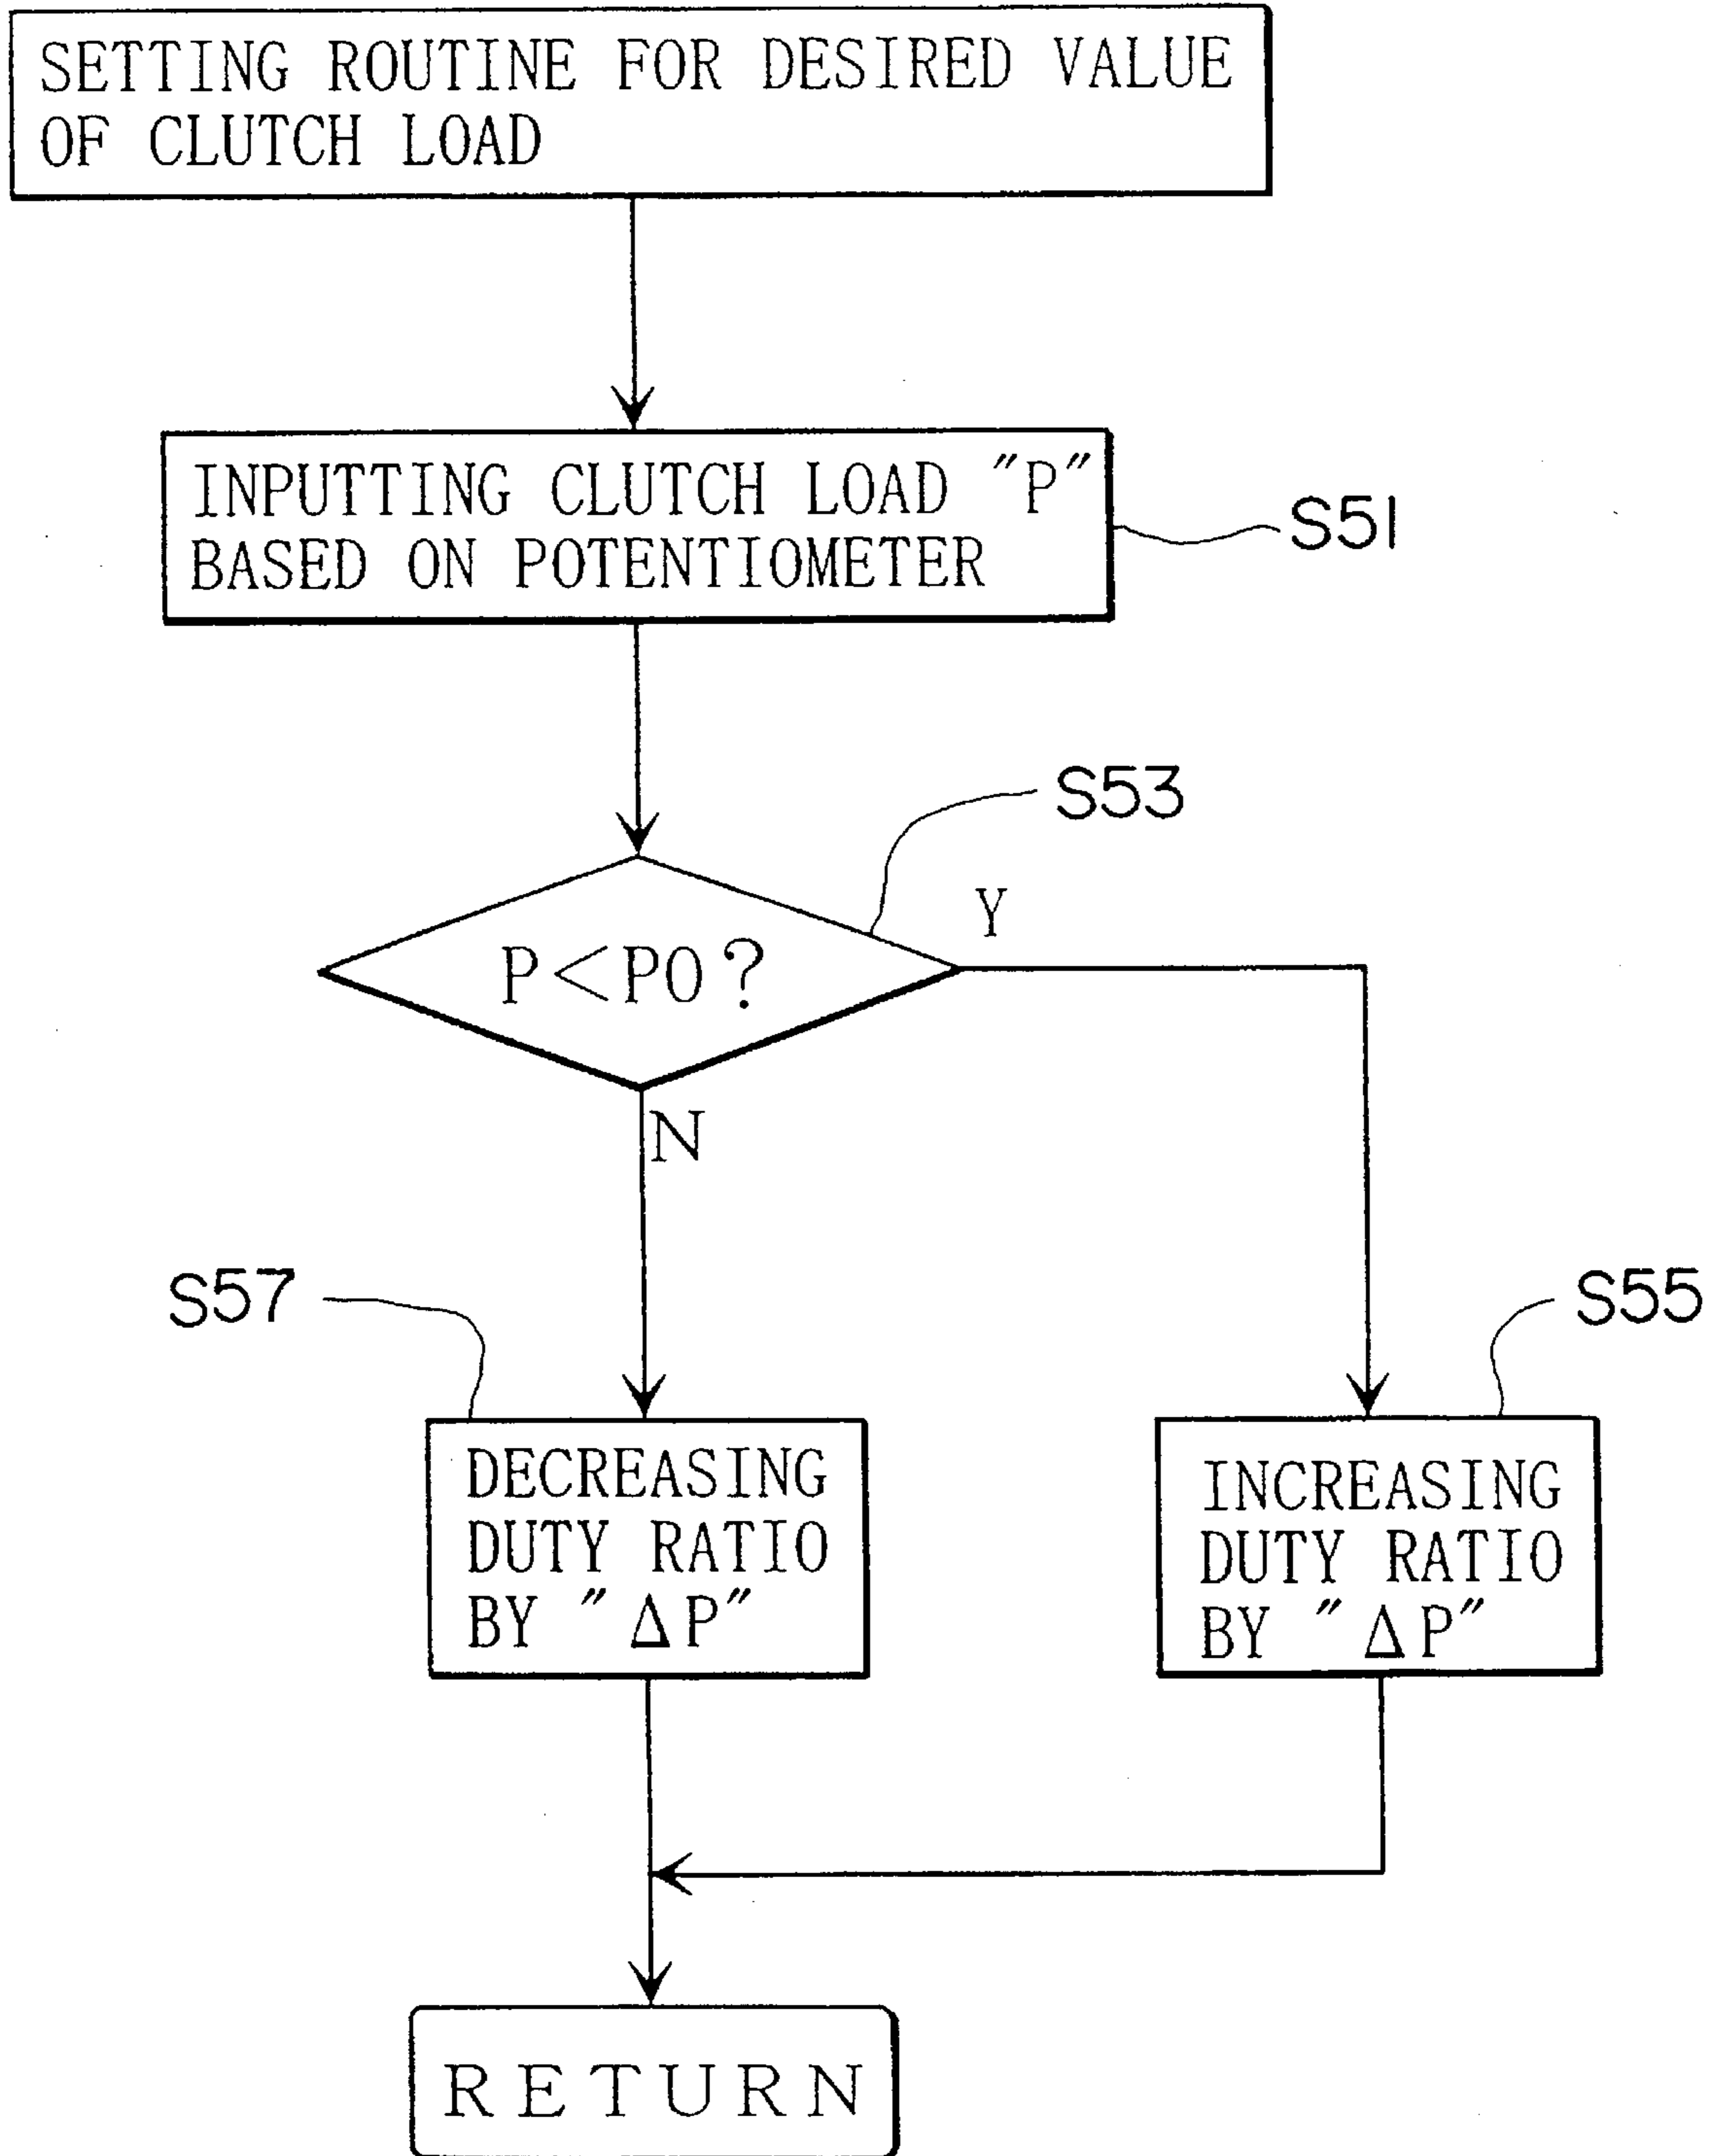 SETTING ROUTINE FOR DESIRED VALUE
OF CLUTCH LOAD
INPUTTING CLUTCH LOAD "P"
BASED ON POTENTIOMETER
S51
S53
P<P0?
Y
N
S57
S55
DECREASING
DUTY RATIO
BY "ΔP"
INCREASING
DUTY RATIO
BY "ΔP"
RETURN